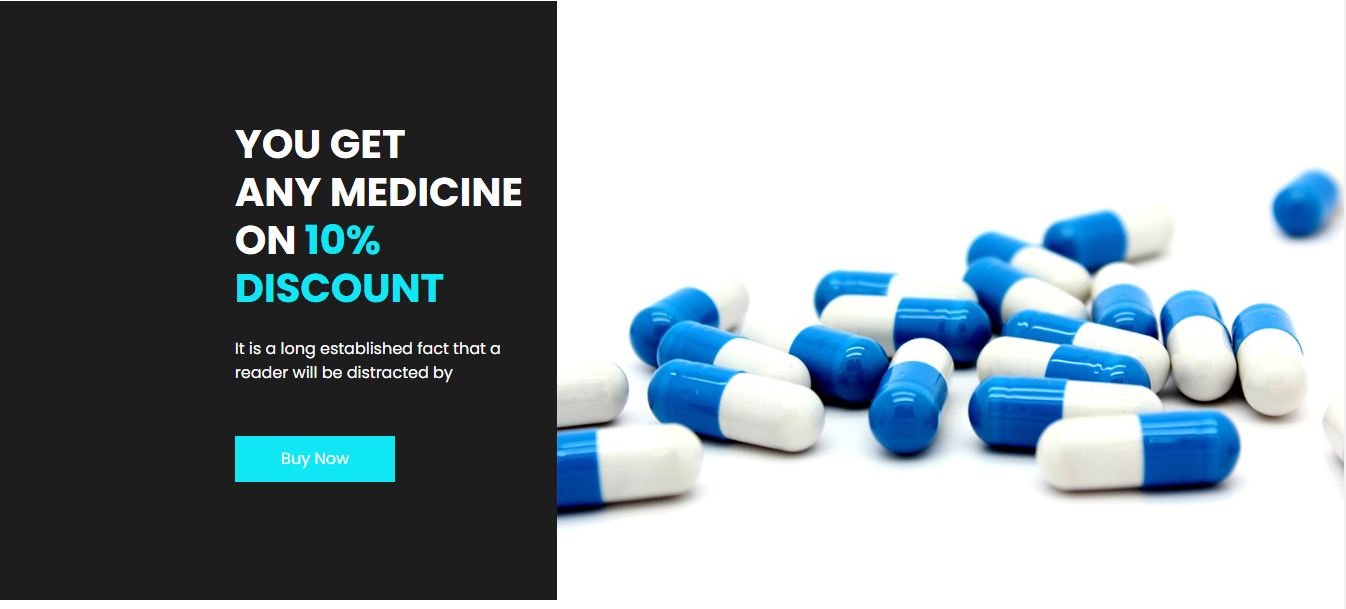 YOU GET
ANY MEDICINE
ON 10%
DISCOUNT
It is a long established fact that a
reader will be distracted by
Buy Now